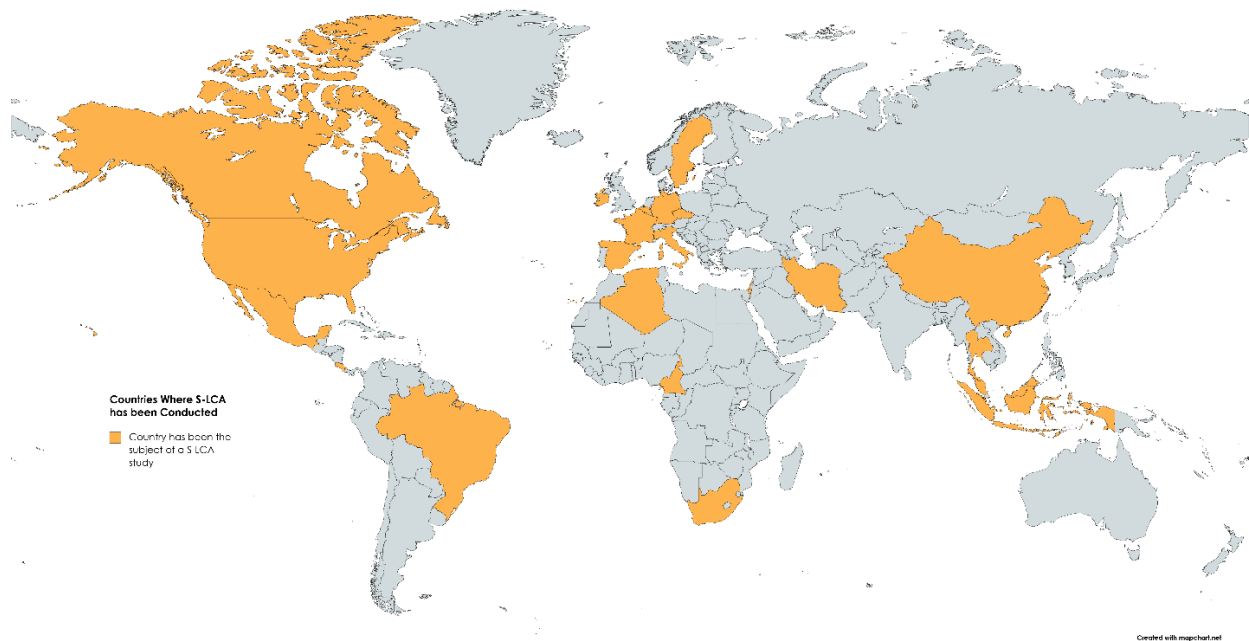 Countries Where S-LCA
has been Conducted
Country has been the
subject of a S LCA
study
Created with mapchart.net